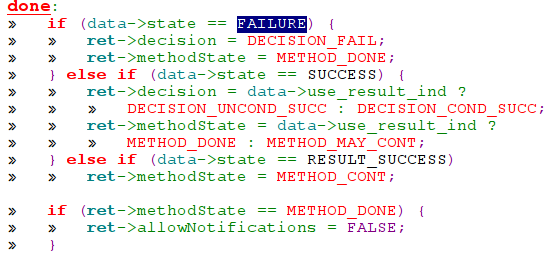 done:
»   if (data->state == FAILURE) {
»   »   ret->decision = DECISION_FAIL;
»   »   ret->methodState = METHOD_DONE;
»   } else if (data->state == SUCCESS) {
»   »   ret->decision = data->use_result_ind ?
»   »   »   DECISION_UNCOND_SUCC : DECISION_COND_SUCC;
»   »   ret->methodState = data->use_result_ind ?
»   »   »   METHOD_DONE : METHOD_MAY_CONT;
»   } else if (data->state == RESULT_SUCCESS)
»   »   ret->methodState = METHOD_CONT;

»   if (ret->methodState == METHOD_DONE) {
»   »   ret->allowNotifications = FALSE;
»   }